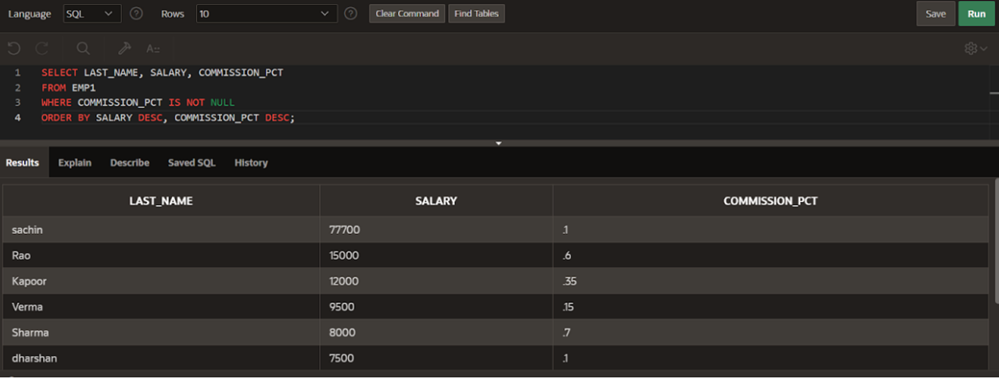 Language SQL ? Rows 10 ? Clear Command Find Tables Save Run
A::
1 SELECT LAST_NAME, SALARY, COMMISSION_PCT
2 FROM EMP1
3 WHERE COMMISSION_PCT IS NOT NULL
4 ORDER BY SALARY DESC, COMMISSION_PCT DESC;
Results Explain Describe Saved SQL History
LAST_NAME SALARY COMMISSION_PCT
sachin 77700 .1
Rao 15000 .6
Kapoor 12000 .35
Verma 9500 .15
Sharma 8000 .7
dharshan 7500 .1